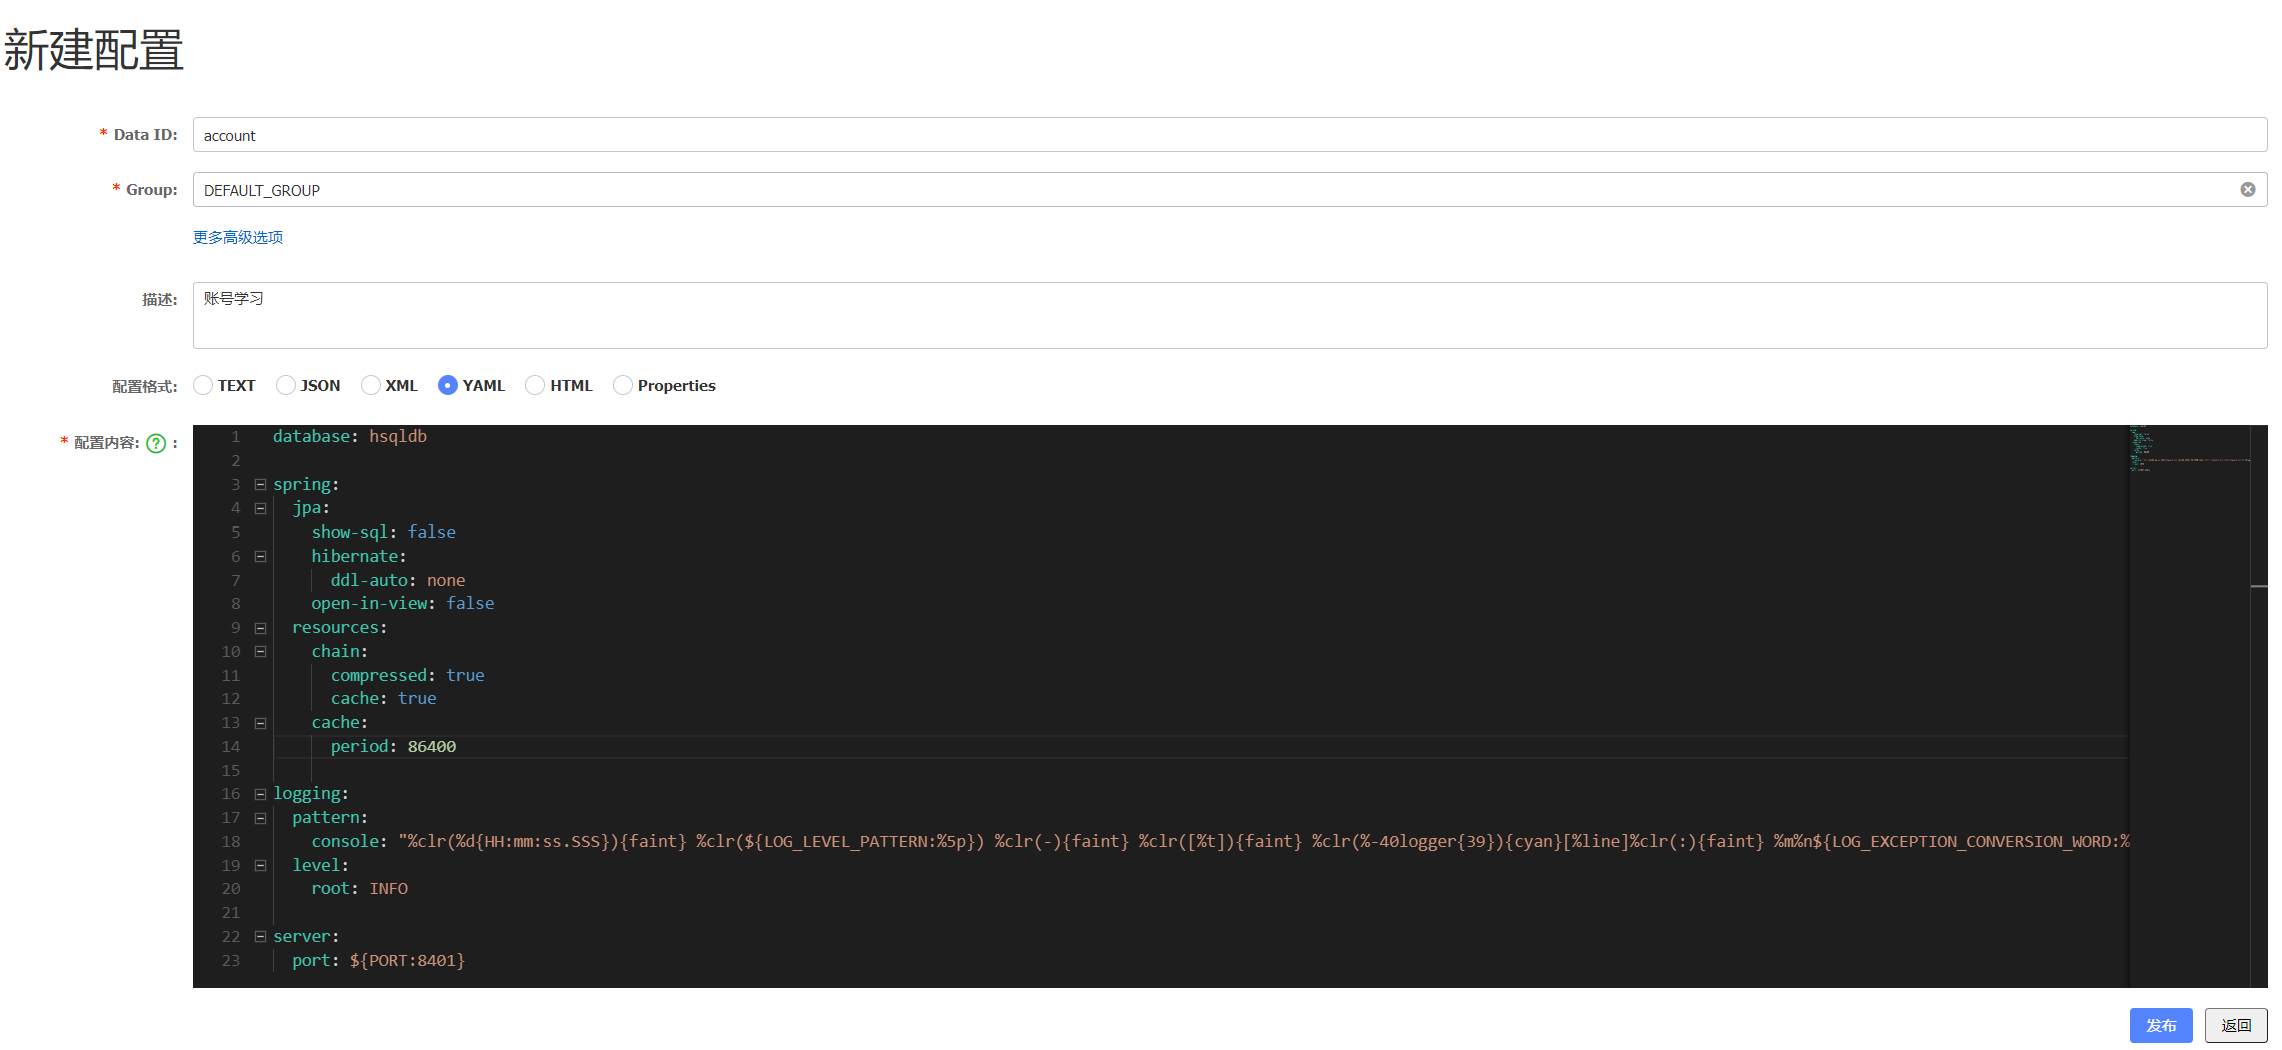 新建配置
* Data ID: account
* Group: DEFAULT_GROUP
更多高级选项
描述: 账号学习
配置格式: TEXT JSON XML YAML HTML Properties
* 配置内容: ? :
1 database: hsqldb
2
3 spring:
4   jpa:
5     show-sql: false
6     hibernate:
7       ddl-auto: none
8     open-in-view: false
9   resources:
10     chain:
11       compressed: true
12       cache: true
13     cache:
14       period: 86400
15
16 logging:
17   pattern:
18     console: "%clr(%d{HH:mm:ss.SSS}){faint} %clr(${LOG_LEVEL_PATTERN:%5p}) %clr(-){faint} %clr([%t]){faint} %clr(%-40logger{39}){cyan}[%line]%clr(:){faint} %m%n${LOG_EXCEPTION_CONVERSION_WORD:%
19   level:
20     root: INFO
21
22 server:
23   port: ${PORT:8401}
发布 返回